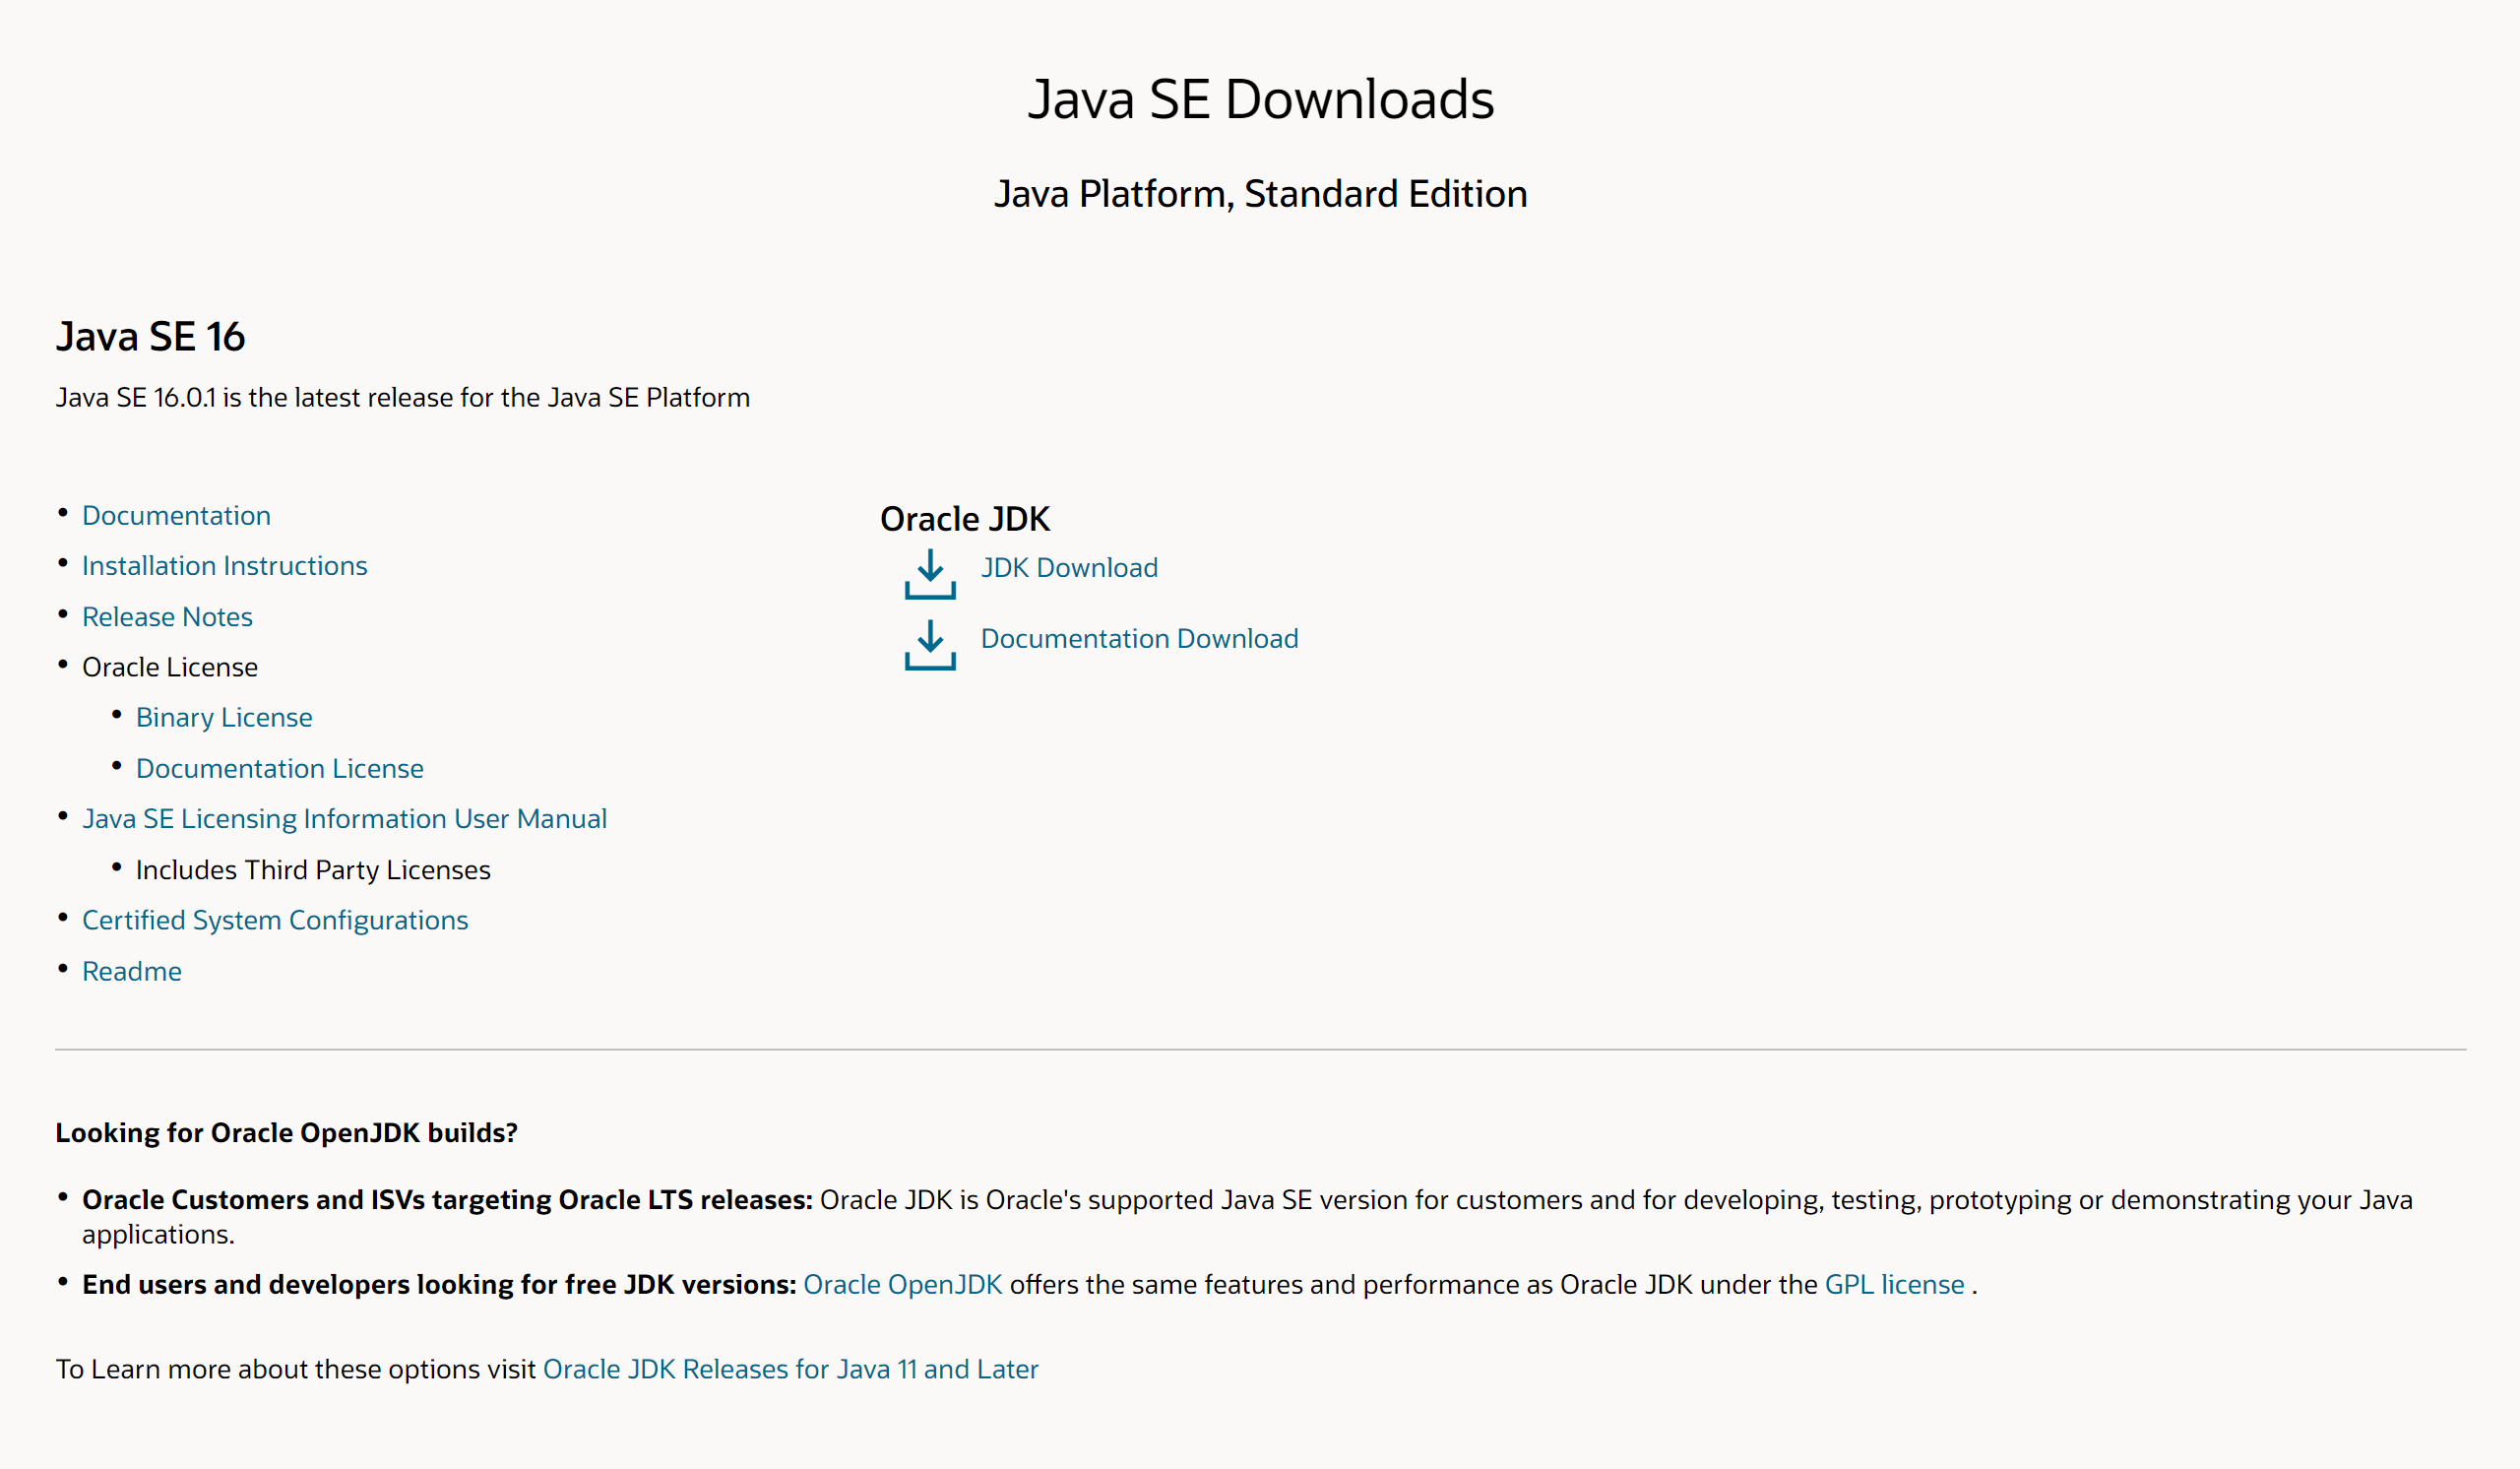 Java SE Downloads
Java Platform, Standard Edition
Java SE 16
Java SE 16.0.1 is the latest release for the Java SE Platform
• Documentation
• Installation Instructions
• Release Notes
• Oracle License
• Binary License
• Documentation License
• Java SE Licensing Information User Manual
• Includes Third Party Licenses
• Certified System Configurations
• Readme
Oracle JDK
JDK Download
Documentation Download
Looking for Oracle OpenJDK builds?
• Oracle Customers and ISVs targeting Oracle LTS releases: Oracle JDK is Oracle's supported Java SE version for customers and for developing, testing, prototyping or demonstrating your Java
applications.
• End users and developers looking for free JDK versions: Oracle OpenJDK offers the same features and performance as Oracle JDK under the GPL license .
To Learn more about these options visit Oracle JDK Releases for Java 11 and Later